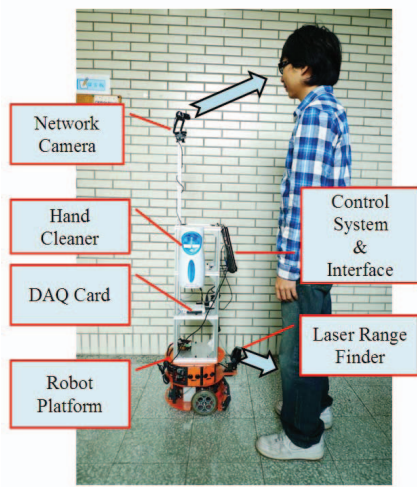 Network
Camera
Hand
Cleaner
DAQ Card
Robot
Platform
Control
System
&
Interface
Laser Range
Finder